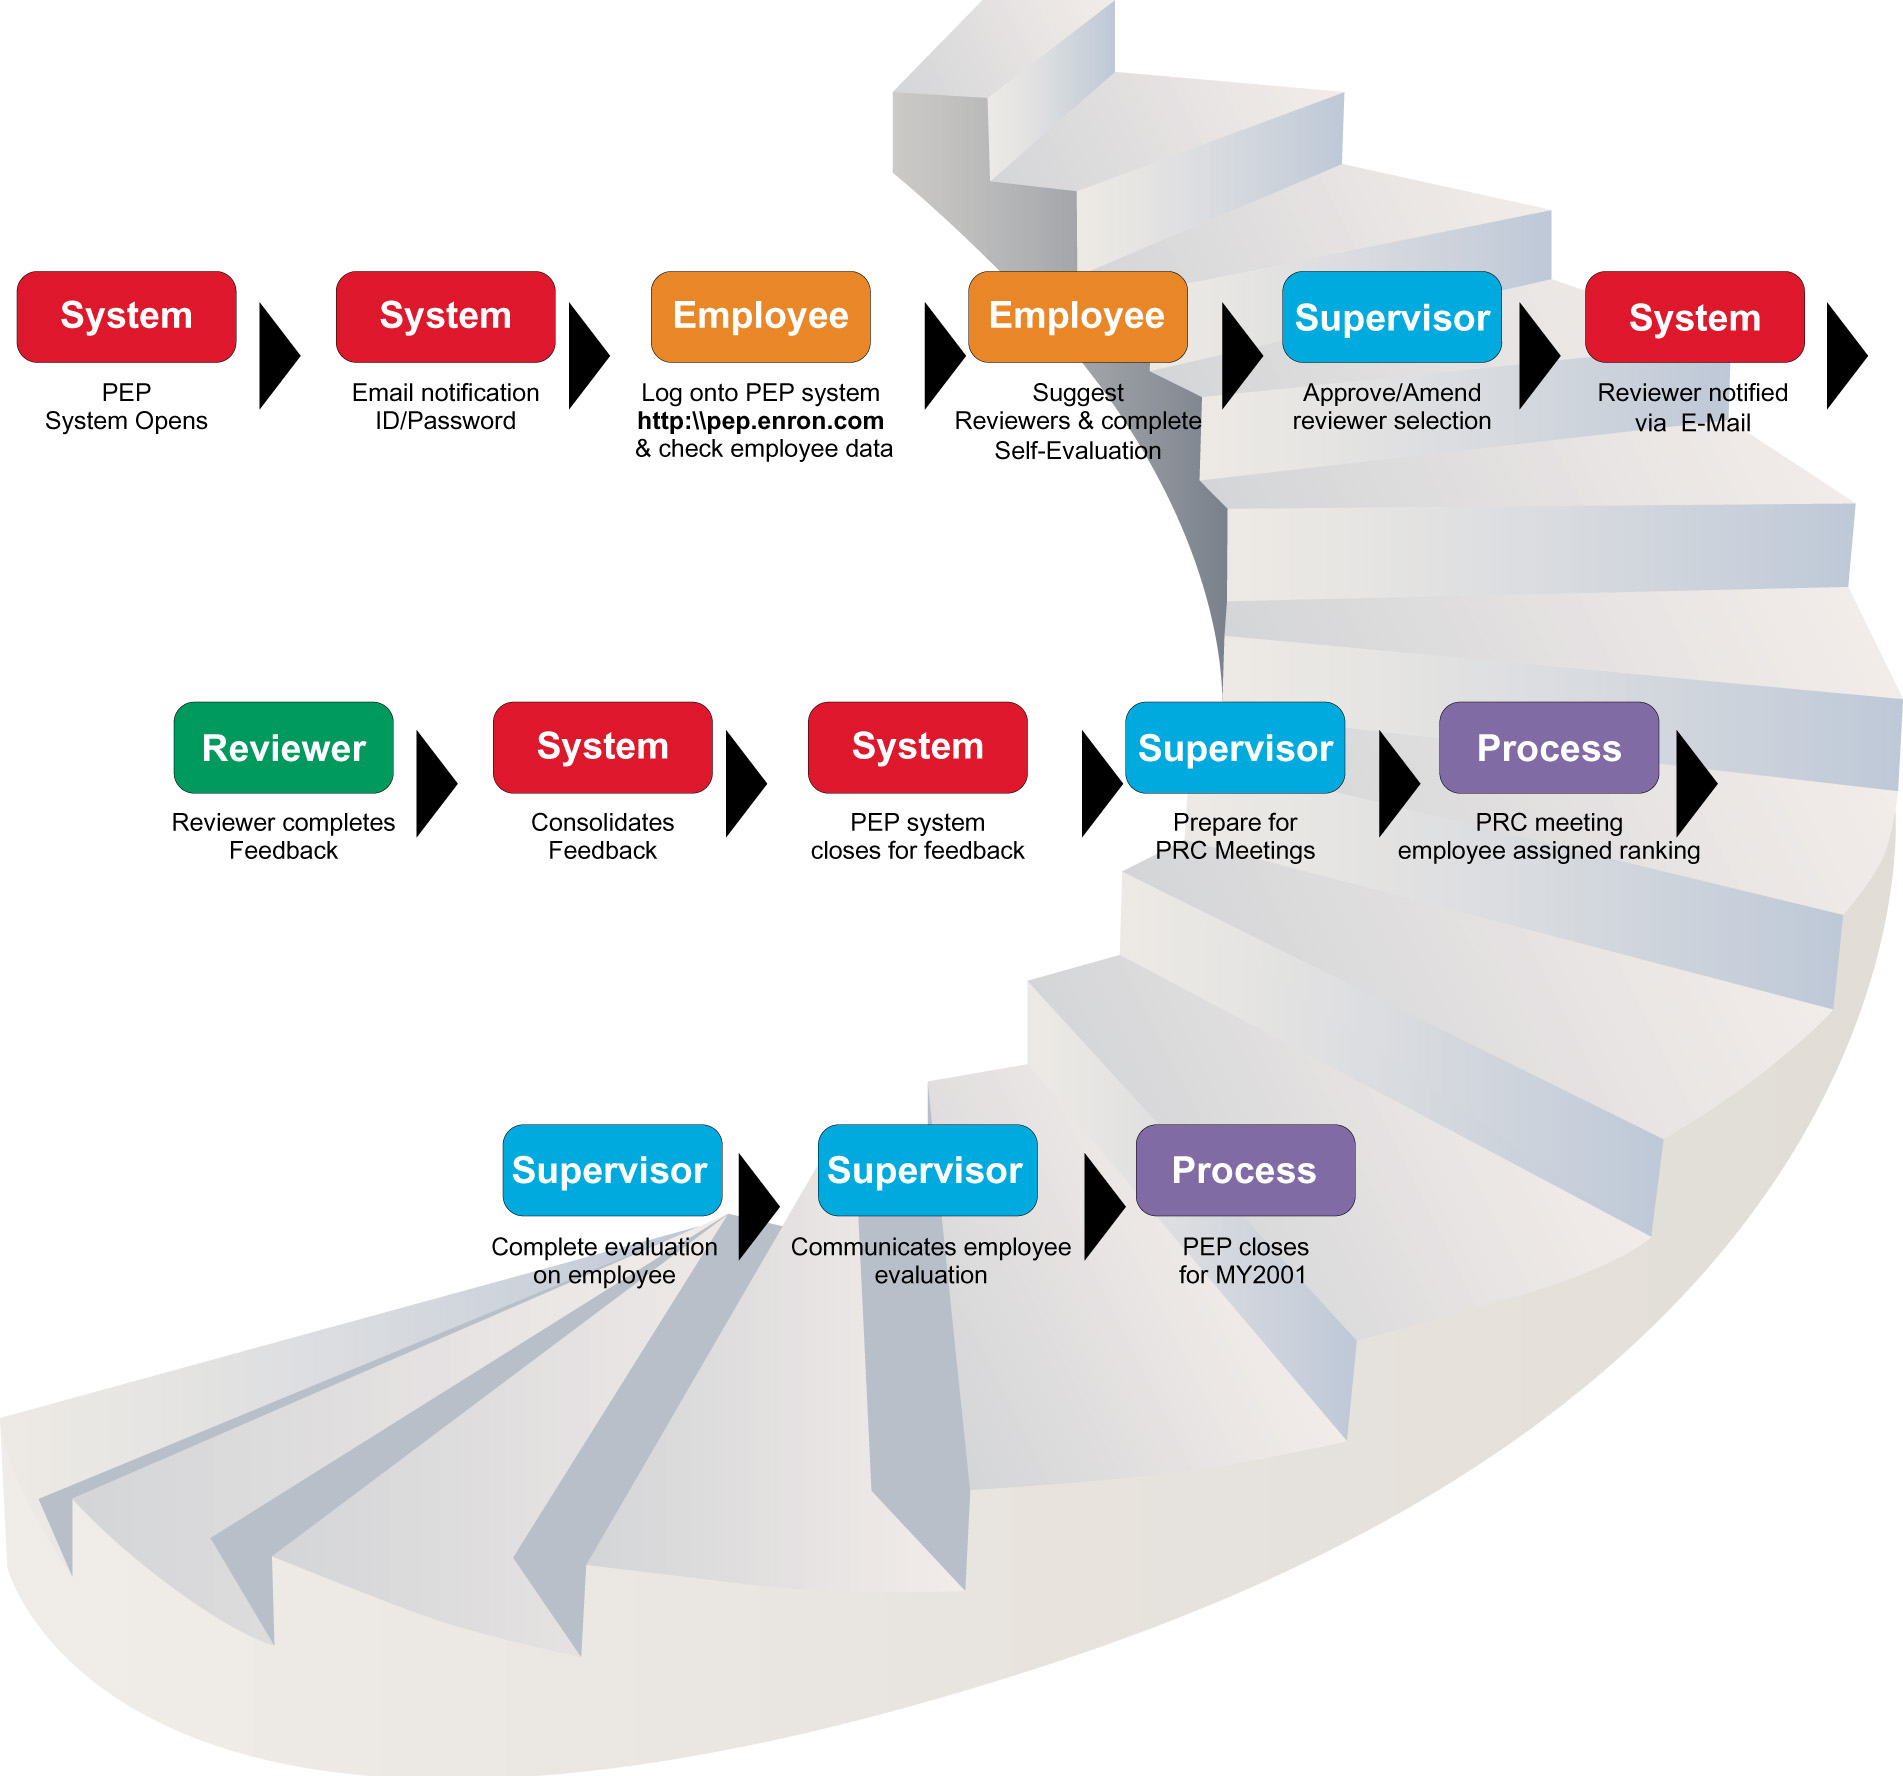 System
PEP
System Opens
System
Email notification
ID/Password
Employee
Log onto PEP system
http:\\pep.enron.com
& check employee data
Employee
Suggest
Reviewers & complete
Self-Evaluation
Supervisor
Approve/Amend
reviewer selection
System
Reviewer notified
via  E-Mail
Reviewer
Reviewer completes
Feedback
System
Consolidates
Feedback
System
PEP system
closes for feedback
Supervisor
Prepare for
PRC Meetings
Process
PRC meeting
employee assigned ranking
Supervisor
Complete evaluation
on employee
Supervisor
Communicates employee
evaluation
Process
PEP closes
for MY2001